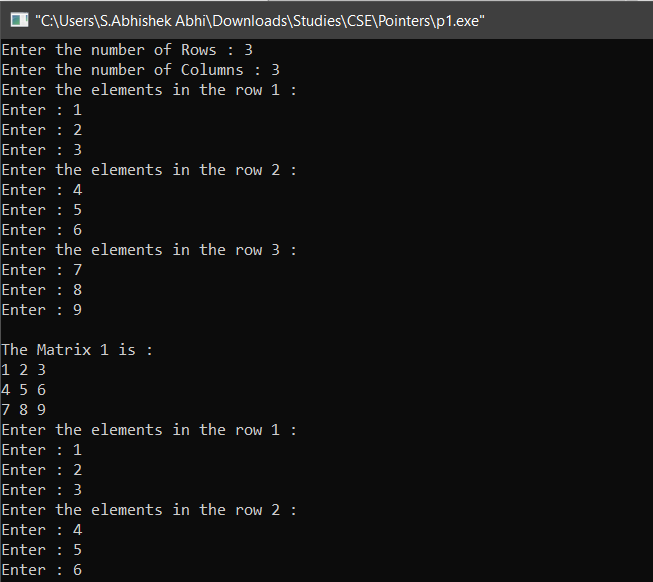 "C:\Users\S.Abhishek Abhi\Downloads\Studies\CSE\Pointers\p1.exe"
Enter the number of Rows : 3
Enter the number of Columns : 3
Enter the elements in the row 1 :
Enter : 1
Enter : 2
Enter : 3
Enter the elements in the row 2 :
Enter : 4
Enter : 5
Enter : 6
Enter the elements in the row 3 :
Enter : 7
Enter : 8
Enter : 9
The Matrix 1 is :
1 2 3
4 5 6
7 8 9
Enter the elements in the row 1 :
Enter : 1
Enter : 2
Enter : 3
Enter the elements in the row 2 :
Enter : 4
Enter : 5
Enter : 6